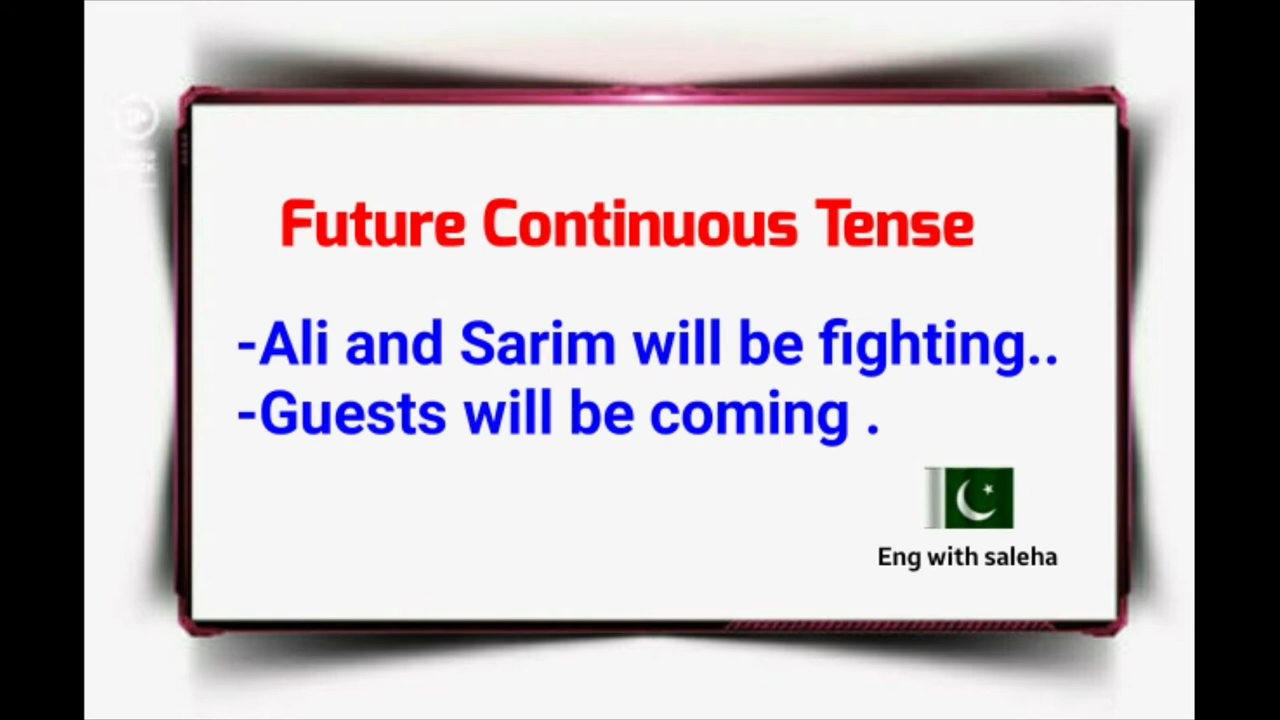 Future Continuous Tense
-Ali and Sarim will be fighting..
-Guests will be coming .
Eng with saleha